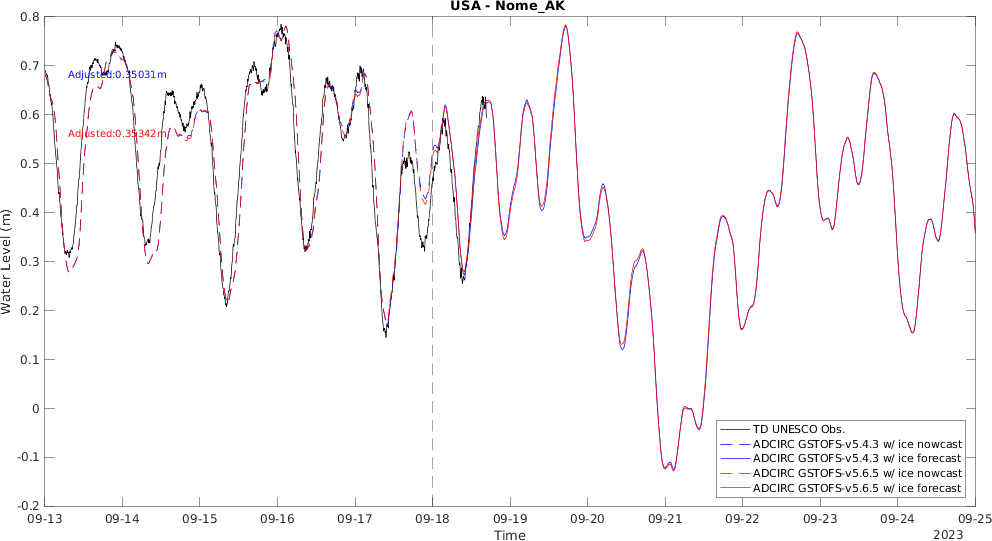 USA - Nome_AK
0.8
0.7
0.6
0.5
0.4
0.3
0.2
0.1
0
-0.1
-0.2
Water Level (m)
Adjusted:0.35031m
Adjusted:0.35342m
TD UNESCO Obs.
ADCIRC GSTOFS-v5.4.3 w/ ice nowcast
ADCIRC GSTOFS-v5.4.3 w/ ice forecast
ADCIRC GSTOFS-v5.6.5 w/ ice nowcast
ADCIRC GSTOFS-v5.6.5 w/ ice forecast
09-13 09-14 09-15 09-16 09-17 09-18 09-19 09-20 09-21 09-22 09-23 09-24 09-25
Time
2023